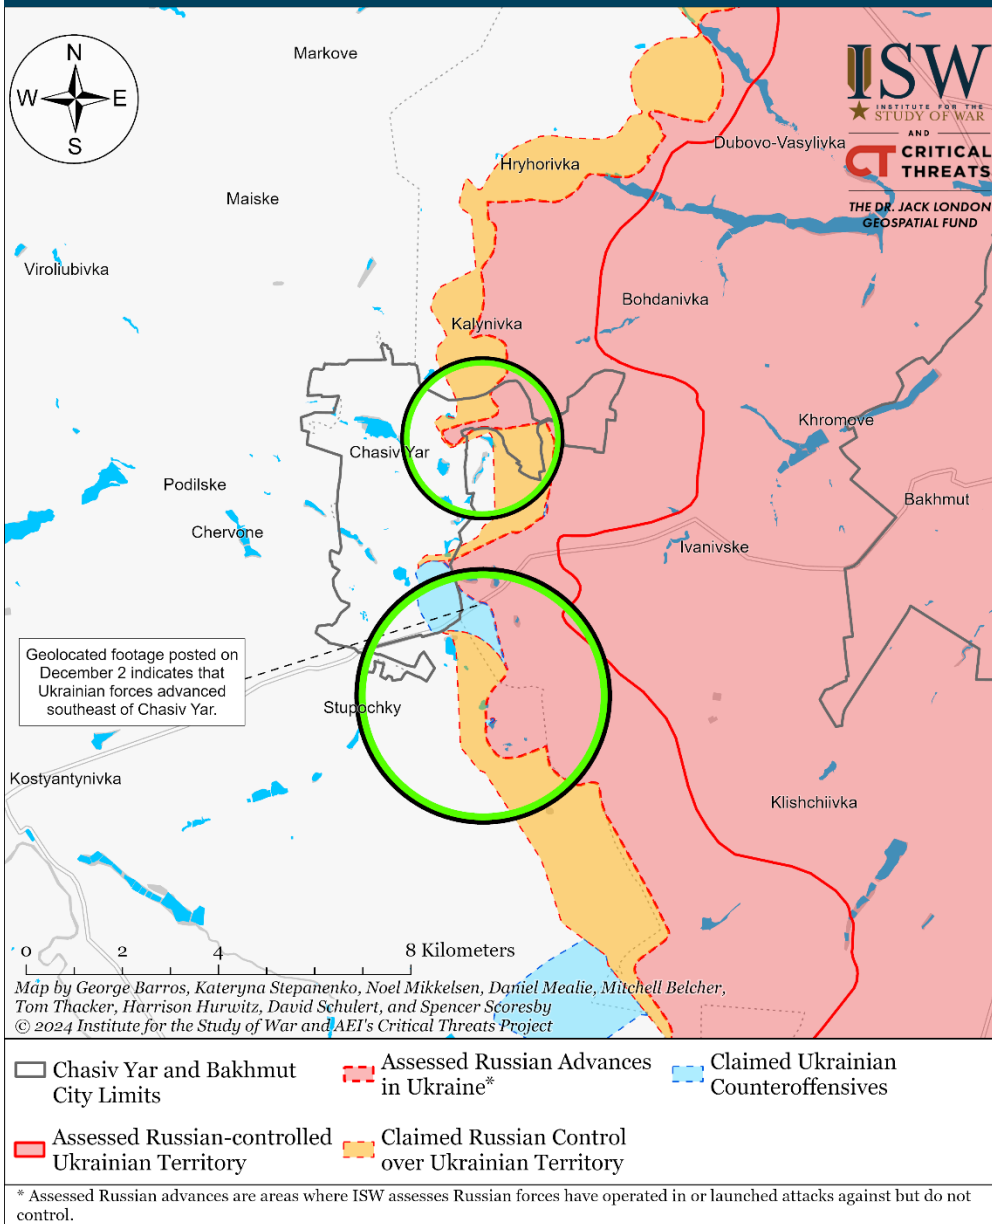 N
W
E
S
ISW
INSTITUTE FOR THE
STUDY OF WAR
AND
CT CRITICAL
THREATS
THE DR. JACK LONDON
GEOSPATIAL FUND
Markove
Dubovo-Vasylivka
Hryhorivka
Maiske
Viroliubivka
Bohdanivka
Kalynivka
Khromove
Chasiv Yar
Podilske
Bakhmut
Chervone
Ivanivske
Geolocated footage posted on
December 2 indicates that
Ukrainian forces advanced
southeast of Chasiv Yar.
Stupochky
Kostyantynivka
Klishchiivka
0 2 4 8 Kilometers
Map by George Barros, Kateryna Stepanenko, Noel Mikkelsen, Daniel Mealie, Mitchell Belcher,
Tom Thacker, Harrison Hurwitz, David Schulert, and Spencer Scoresby
© 2024 Institute for the Study of War and AEI's Critical Threats Project
Chasiv Yar and Bakhmut
City Limits
Assessed Russian Advances
in Ukraine*
Claimed Ukrainian
Counteroffensives
Assessed Russian-controlled
Ukrainian Territory
Claimed Russian Control
over Ukrainian Territory
* Assessed Russian advances are areas where ISW assesses Russian forces have operated in or launched attacks against but do not
control.